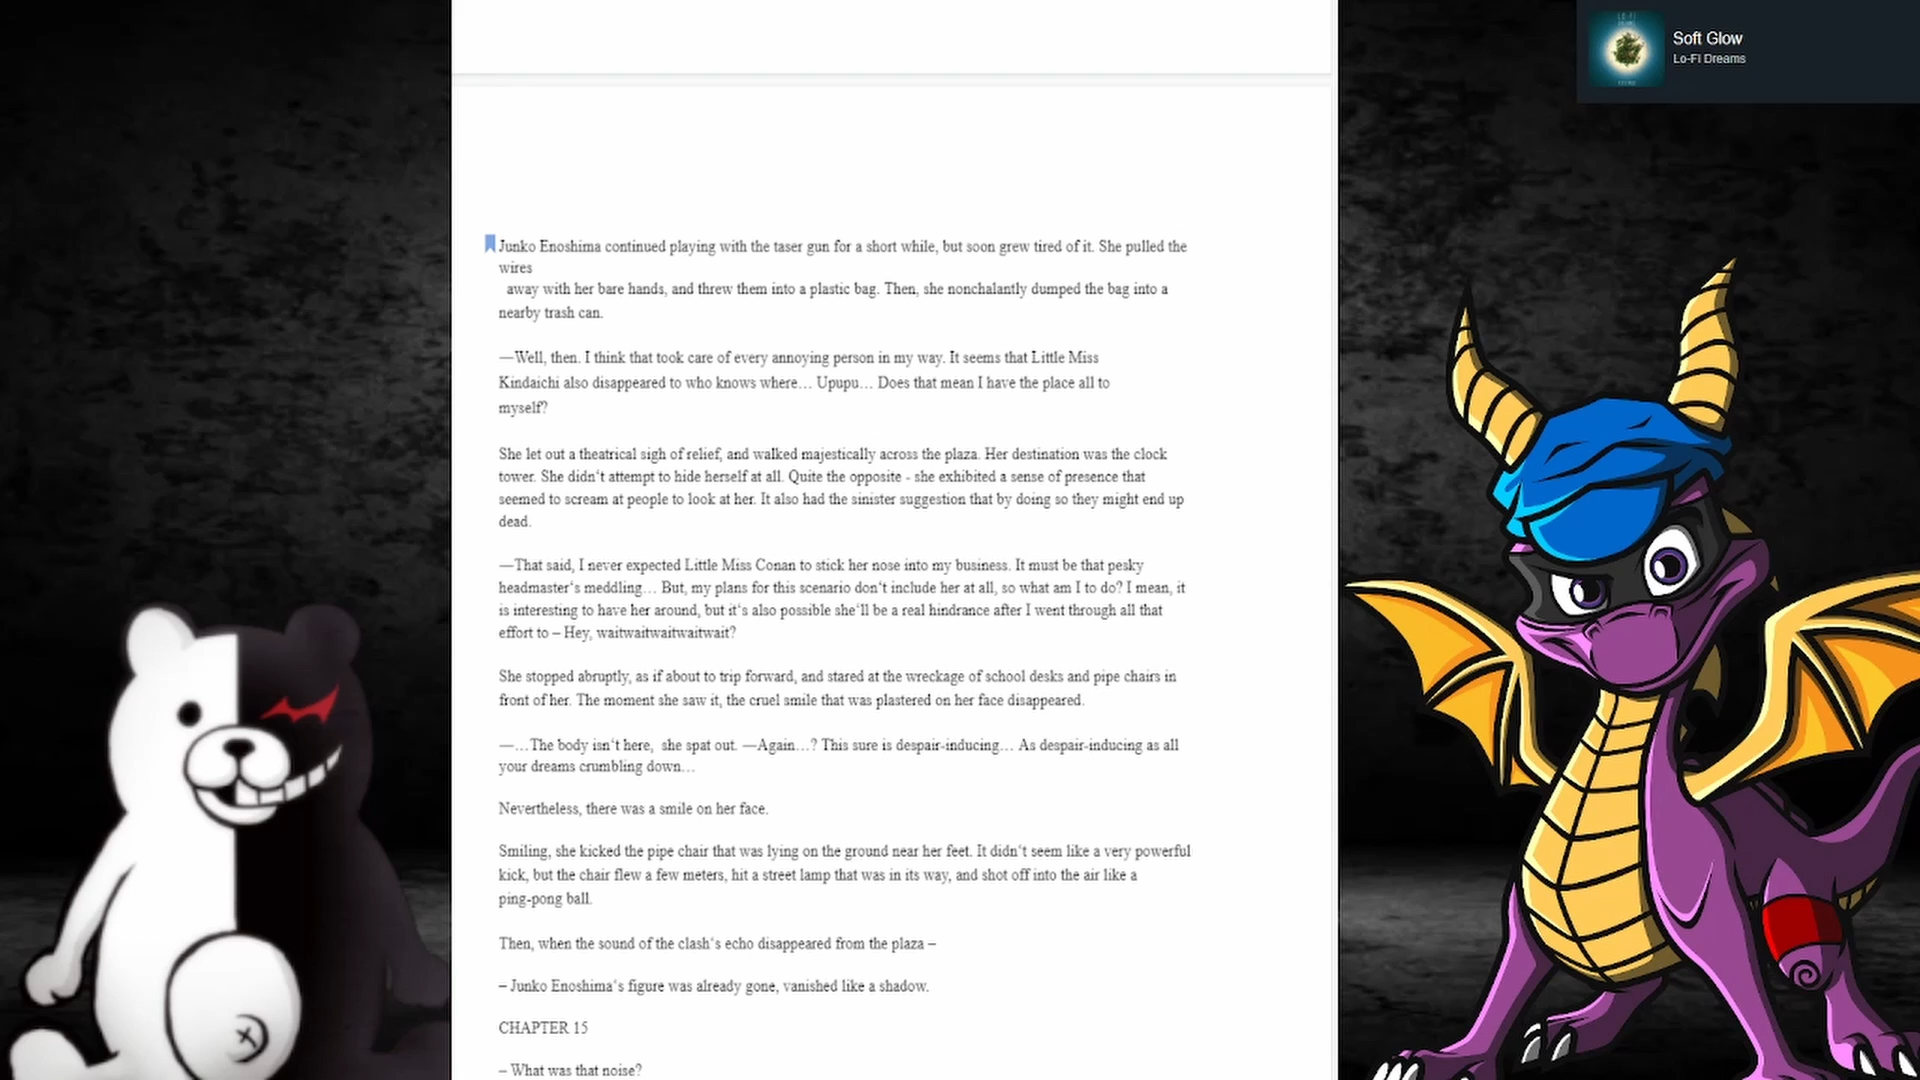 Soft Glow
Lo-Fi Dreams
Junko Enoshima continued playing with the taser gun for a short while, but soon grew tired of it. She pulled the
wires
away with her bare hands, and threw them into a plastic bag. Then, she nonchalantly dumped the bag into a
nearby trash can.
—Well, then. I think that took care of every annoying person in my way. It seems that Little Miss
Kindaichi also disappeared to who knows where… Upupu… Does that mean I have the place all to
myself?
She let out a theatrical sigh of relief, and walked majestically across the plaza. Her destination was the clock
tower. She didn‘t attempt to hide herself at all. Quite the opposite - she exhibited a sense of presence that
seemed to scream at people to look at her. It also had the sinister suggestion that by doing so they might end up
dead.
—That said, I never expected Little Miss Conan to stick her nose into my business. It must be that pesky
headmaster‘s meddling… But, my plans for this scenario don‘t include her at all, so what am I to do? I mean, it
is interesting to have her around, but it‘s also possible she‘ll be a real hindrance after I went through all that
effort to – Hey, waitwaitwaitwaitwait?
She stopped abruptly, as if about to trip forward, and stared at the wreckage of school desks and pipe chairs in
front of her. The moment she saw it, the cruel smile that was plastered on her face disappeared.
—…The body isn‘t here, she spat out. —Again…? This sure is despair-inducing… As despair-inducing as all
your dreams crumbling down…
Nevertheless, there was a smile on her face.
Smiling, she kicked the pipe chair that was lying on the ground near her feet. It didn‘t seem like a very powerful
kick, but the chair flew a few meters, hit a street lamp that was in its way, and shot off into the air like a
ping-pong ball.
Then, when the sound of the clash‘s echo disappeared from the plaza –
– Junko Enoshima‘s figure was already gone, vanished like a shadow.
CHAPTER 15
– What was that noise?